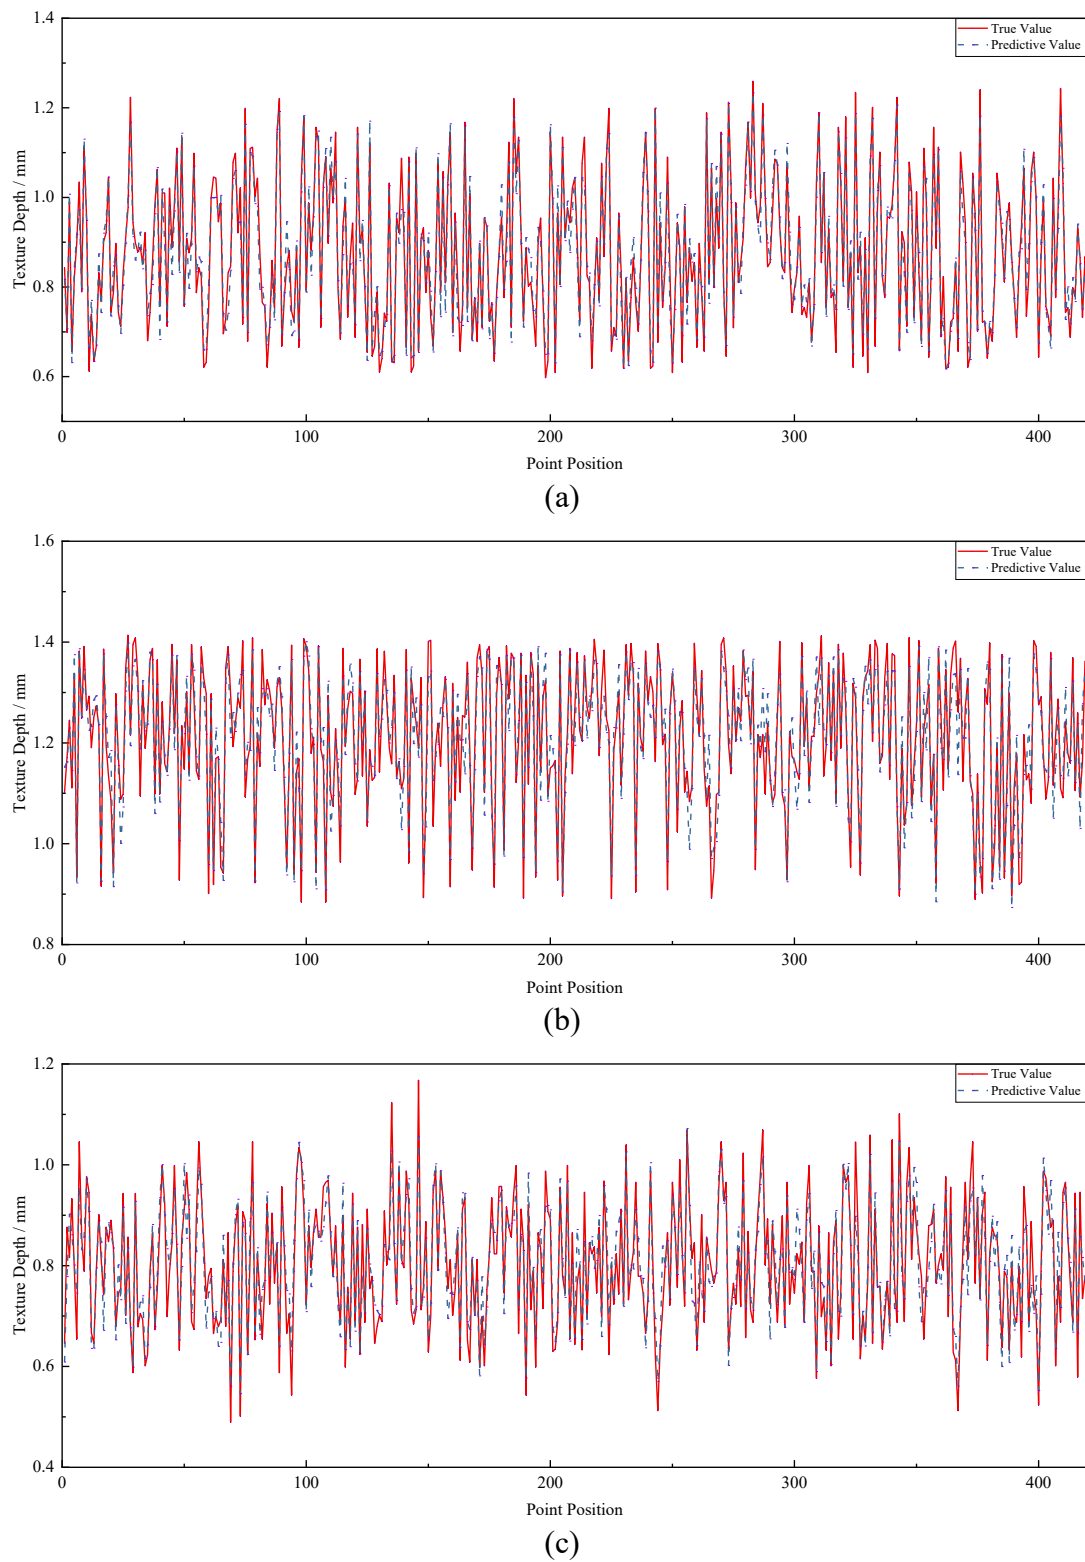 1.4
True Value
Predictive Value
1.2
1.0
0.8
0.6
Texture Depth / mm
0
100
200
300
400
Point Position
(a)
1.6
True Value
Predictive Value
1.4
1.2
1.0
0.8
Texture Depth / mm
0
100
200
300
400
Point Position
(b)
1.2
True Value
Predictive Value
1.0
0.8
0.6
0.4
Texture Depth / mm
0
100
200
300
400
Point Position
(c)